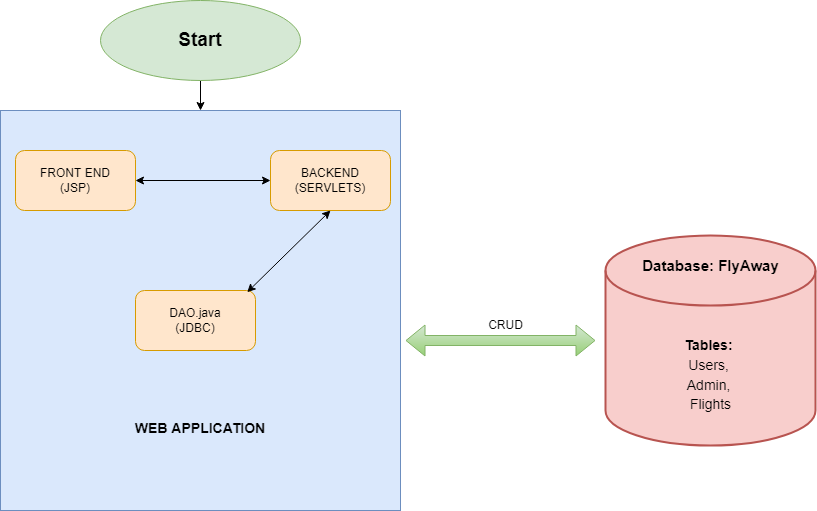 Start
FRONT END
(JSP)
BACKEND
(SERVLETS)
DAO.java
(JDBC)
WEB APPLICATION
CRUD
Database: FlyAway
Tables:
Users,
Admin,
Flights